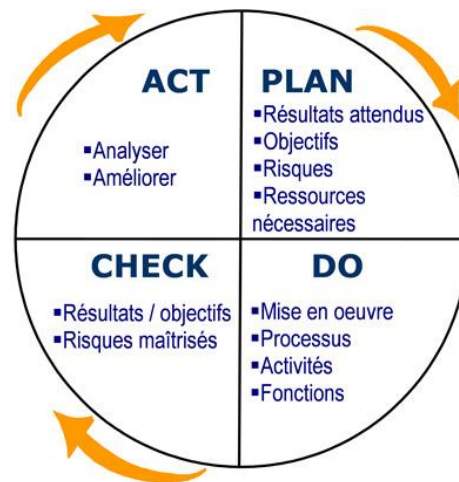 ACT
▪Analyser
▪Améliorer
PLAN
▪Résultats attendus
▪Objectifs
▪Risques
▪Ressources
nécessaires
CHECK
▪Résultats / objectifs
▪Risques maîtrisés
DO
▪Mise en oeuvre
▪Processus
▪Activités
▪Fonctions